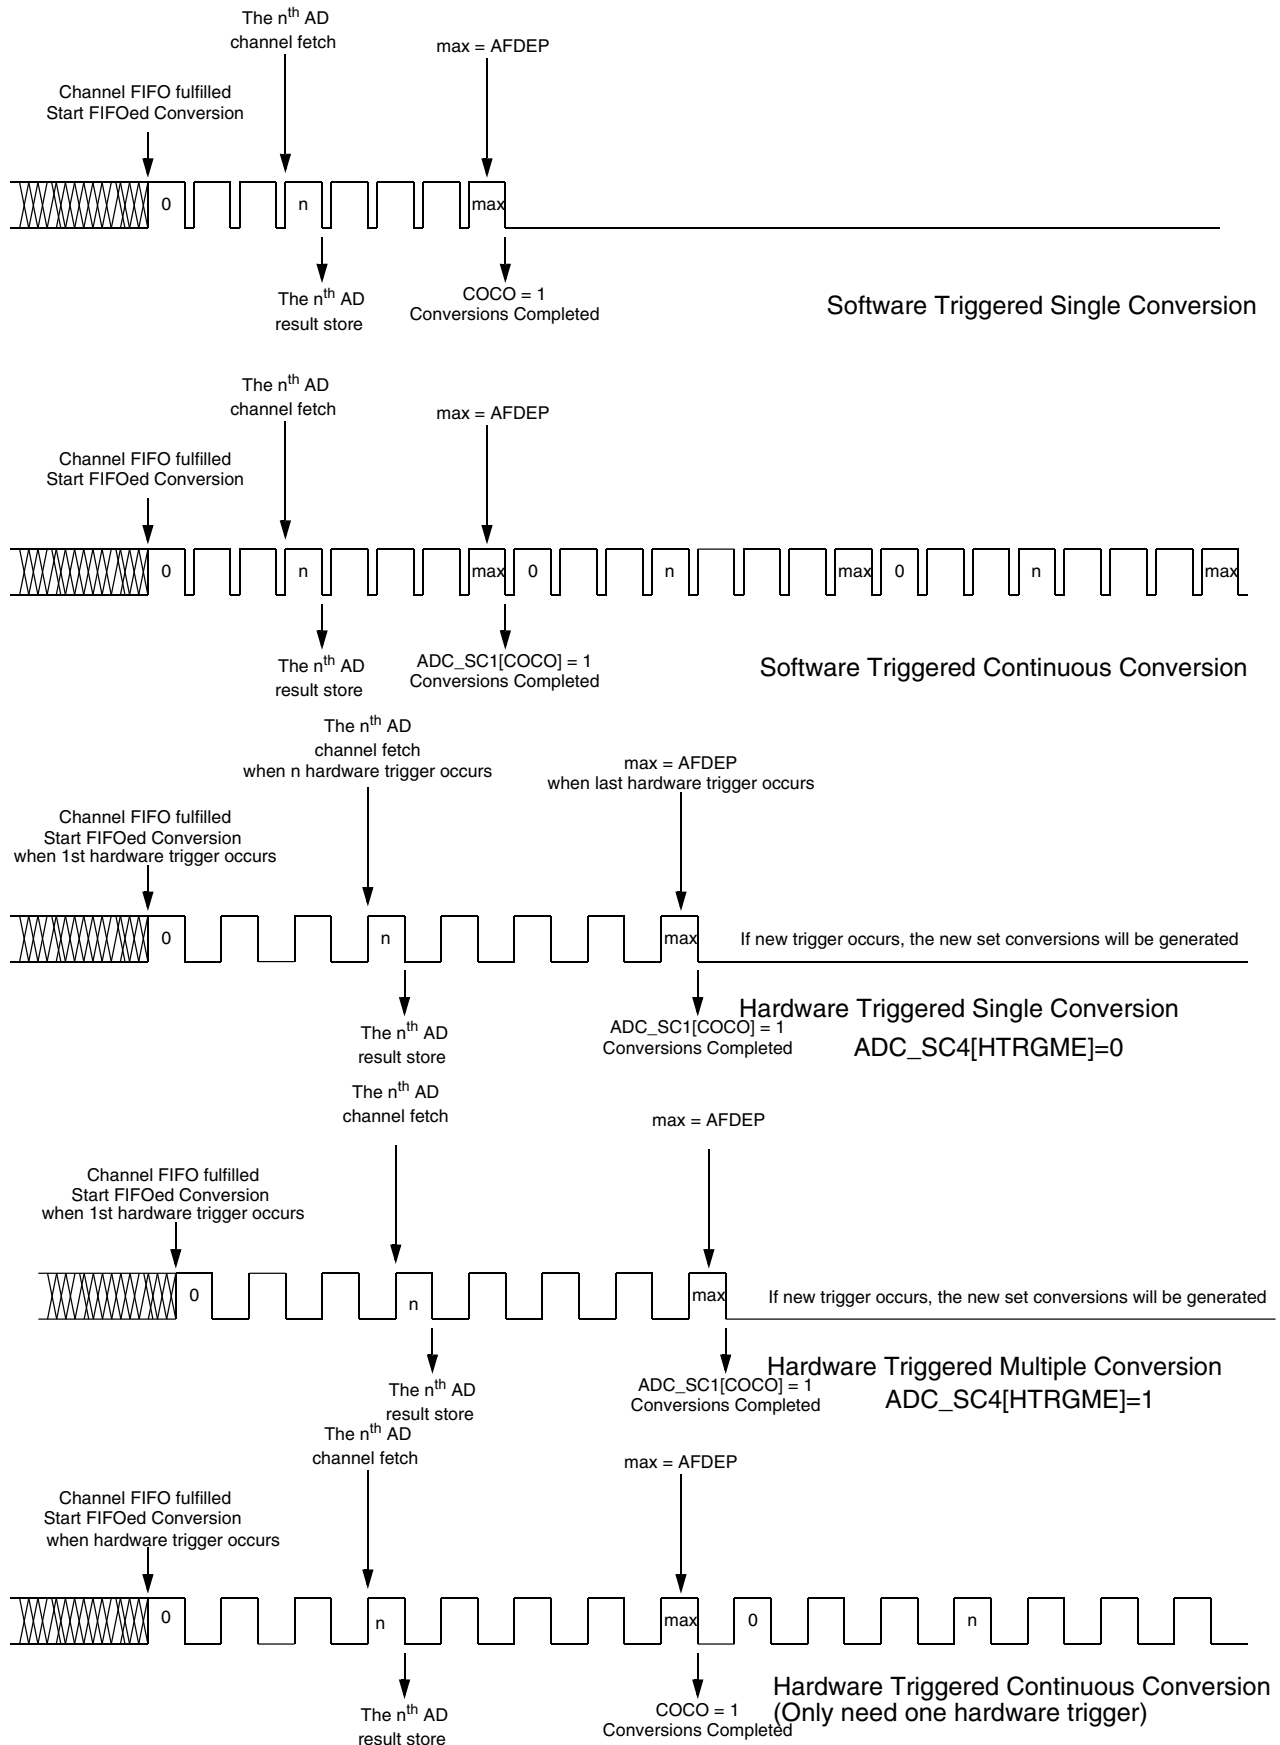 The nth AD
channel fetch
max = AFDEP
Channel FIFO fulfilled
Start FIFOed Conversion
0
n
max
The nth AD
result store
COCO = 1
Conversions Completed
Software Triggered Single Conversion
The nth AD
channel fetch
max = AFDEP
Channel FIFO fulfilled
Start FIFOed Conversion
0
n
max
0
n
max
0
n
max
The nth AD
result store
ADC_SC1[COCO] = 1
Conversions Completed
Software Triggered Continuous Conversion
The nth AD
channel fetch
when n hardware trigger occurs
max = AFDEP
when last hardware trigger occurs
Channel FIFO fulfilled
Start FIFOed Conversion
when 1st hardware trigger occurs
0
n
max
If new trigger occurs, the new set conversions will be generated
The nth AD
result store
ADC_SC1[COCO] = 1
Conversions Completed
Hardware Triggered Single Conversion
ADC_SC4[HTRGME]=0
The nth AD
channel fetch
max = AFDEP
Channel FIFO fulfilled
Start FIFOed Conversion
when 1st hardware trigger occurs
0
n
max
If new trigger occurs, the new set conversions will be generated
The nth AD
result store
ADC_SC1[COCO] = 1
Conversions Completed
Hardware Triggered Multiple Conversion
ADC_SC4[HTRGME]=1
The nth AD
channel fetch
max = AFDEP
Channel FIFO fulfilled
Start FIFOed Conversion
when hardware trigger occurs
0
n
max
0
n
The nth AD
result store
COCO = 1
Conversions Completed
Hardware Triggered Continuous Conversion
(Only need one hardware trigger)